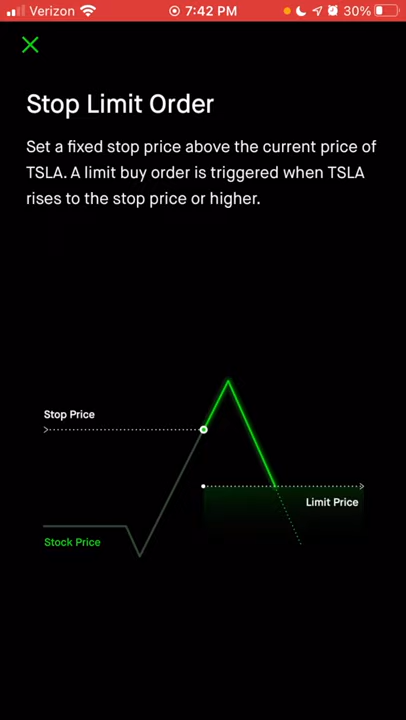 Verizon 7:42 PM 30%
Stop Limit Order
Set a fixed stop price above the current price of
TSLA. A limit buy order is triggered when TSLA
rises to the stop price or higher.
Stop Price
Limit Price
Stock Price